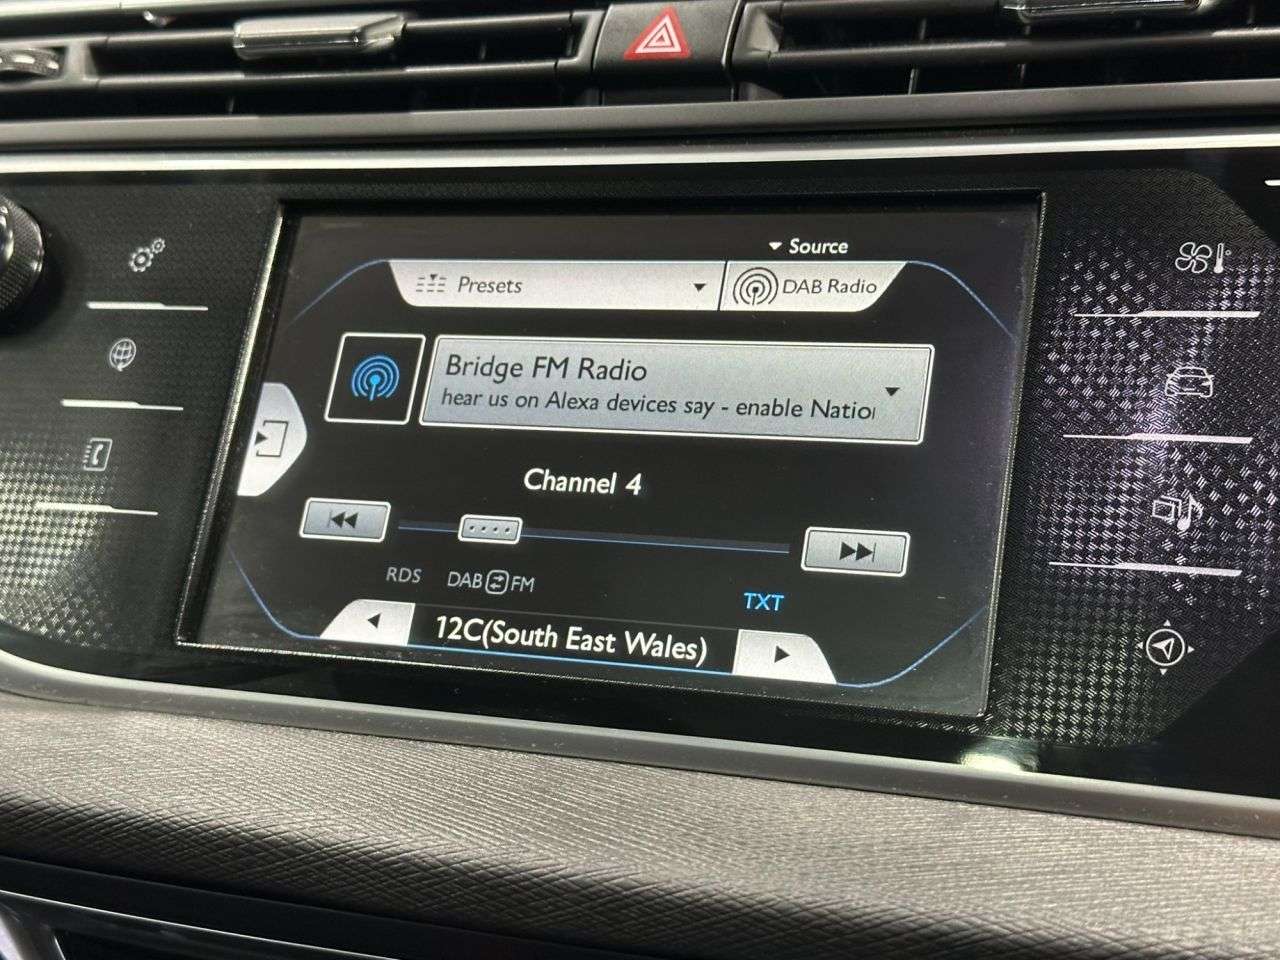 Source
Presets
DAB Radio
Bridge FM Radio
hear us on Alexa devices say - enable Natio
Channel 4
RDS DAB FM
TXT
12C(South East Wales)